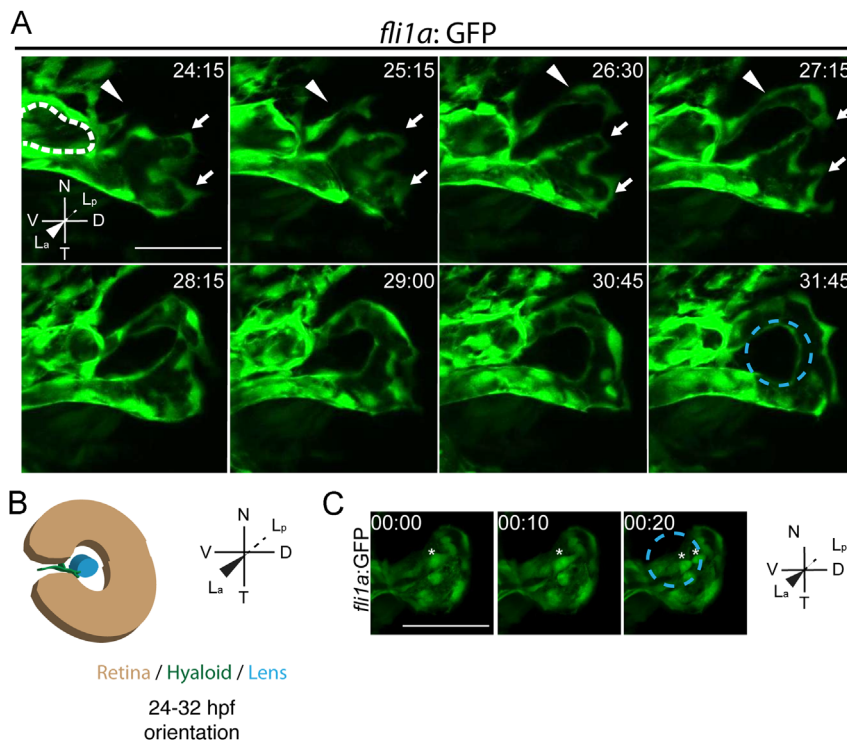 A
fli1a: GFP
24:15
25:15
26:30
27:15
N
Lp
V
D
La
T
28:15
29:00
30:45
31:45
B
N
Lp
V
D
La
T
Retina / Hyaloid / Lens
24-32 hpf
orientation
C
fli1a:GFP
00:00
00:10
00:20
*
*
* *
N
Lp
V
D
La
T